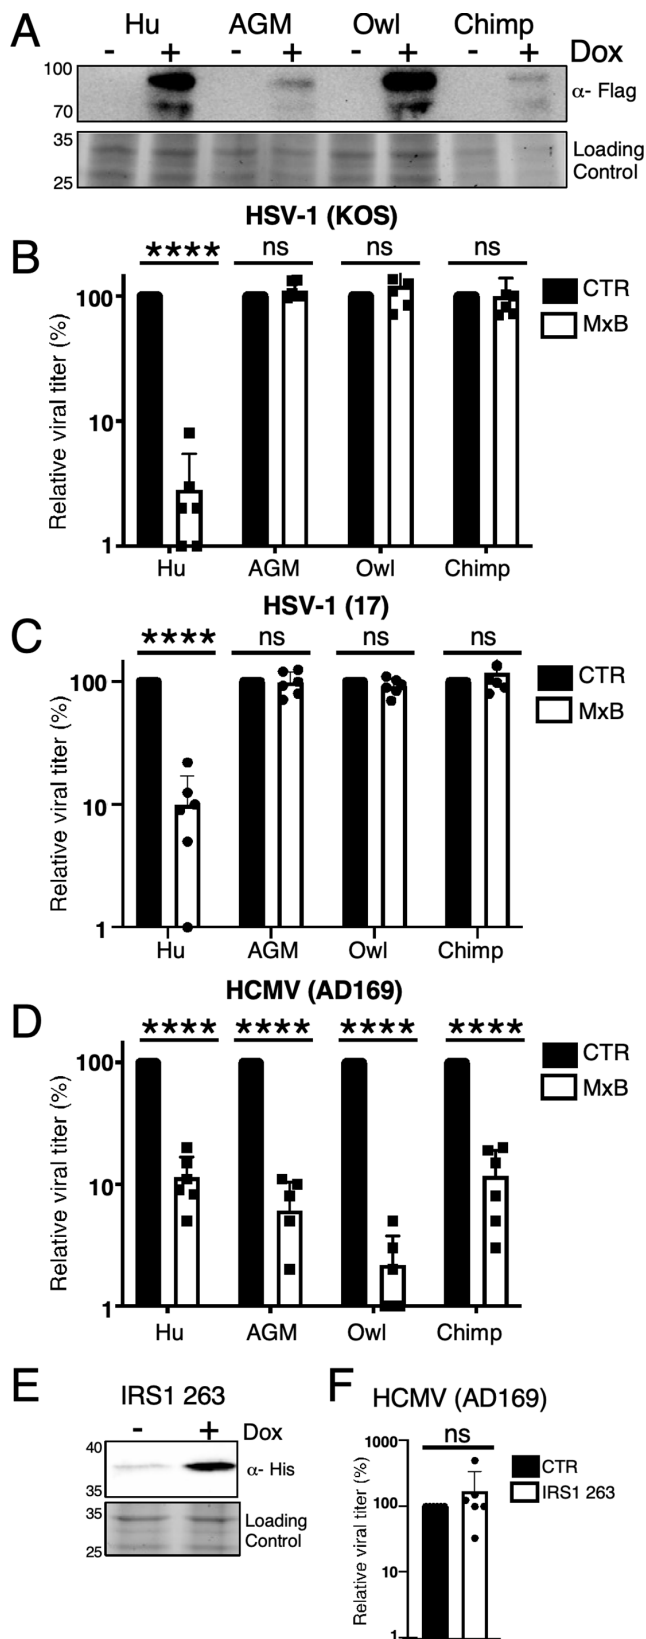 A
Hu AGM Owl Chimp
- + - + - + - + Dox
100
70
α- Flag
35
25
Loading
Control
HSV-1 (KOS)
B
**** ns ns ns
CTR
MxB
Relative viral titer (%)
100
10
1
Hu AGM Owl Chimp
HSV-1 (17)
C
**** ns ns ns
CTR
MxB
Relative viral titer (%)
100
10
1
Hu AGM Owl Chimp
HCMV (AD169)
D
**** **** **** ****
CTR
MxB
Relative viral titer (%)
100
10
1
Hu AGM Owl Chimp
E
IRS1 263
- + Dox
40
35
α- His
35
25
Loading
Control
F
HCMV (AD169)
ns
CTR
IRS1 263
Relative viral titer (%)
1000
100
10
1